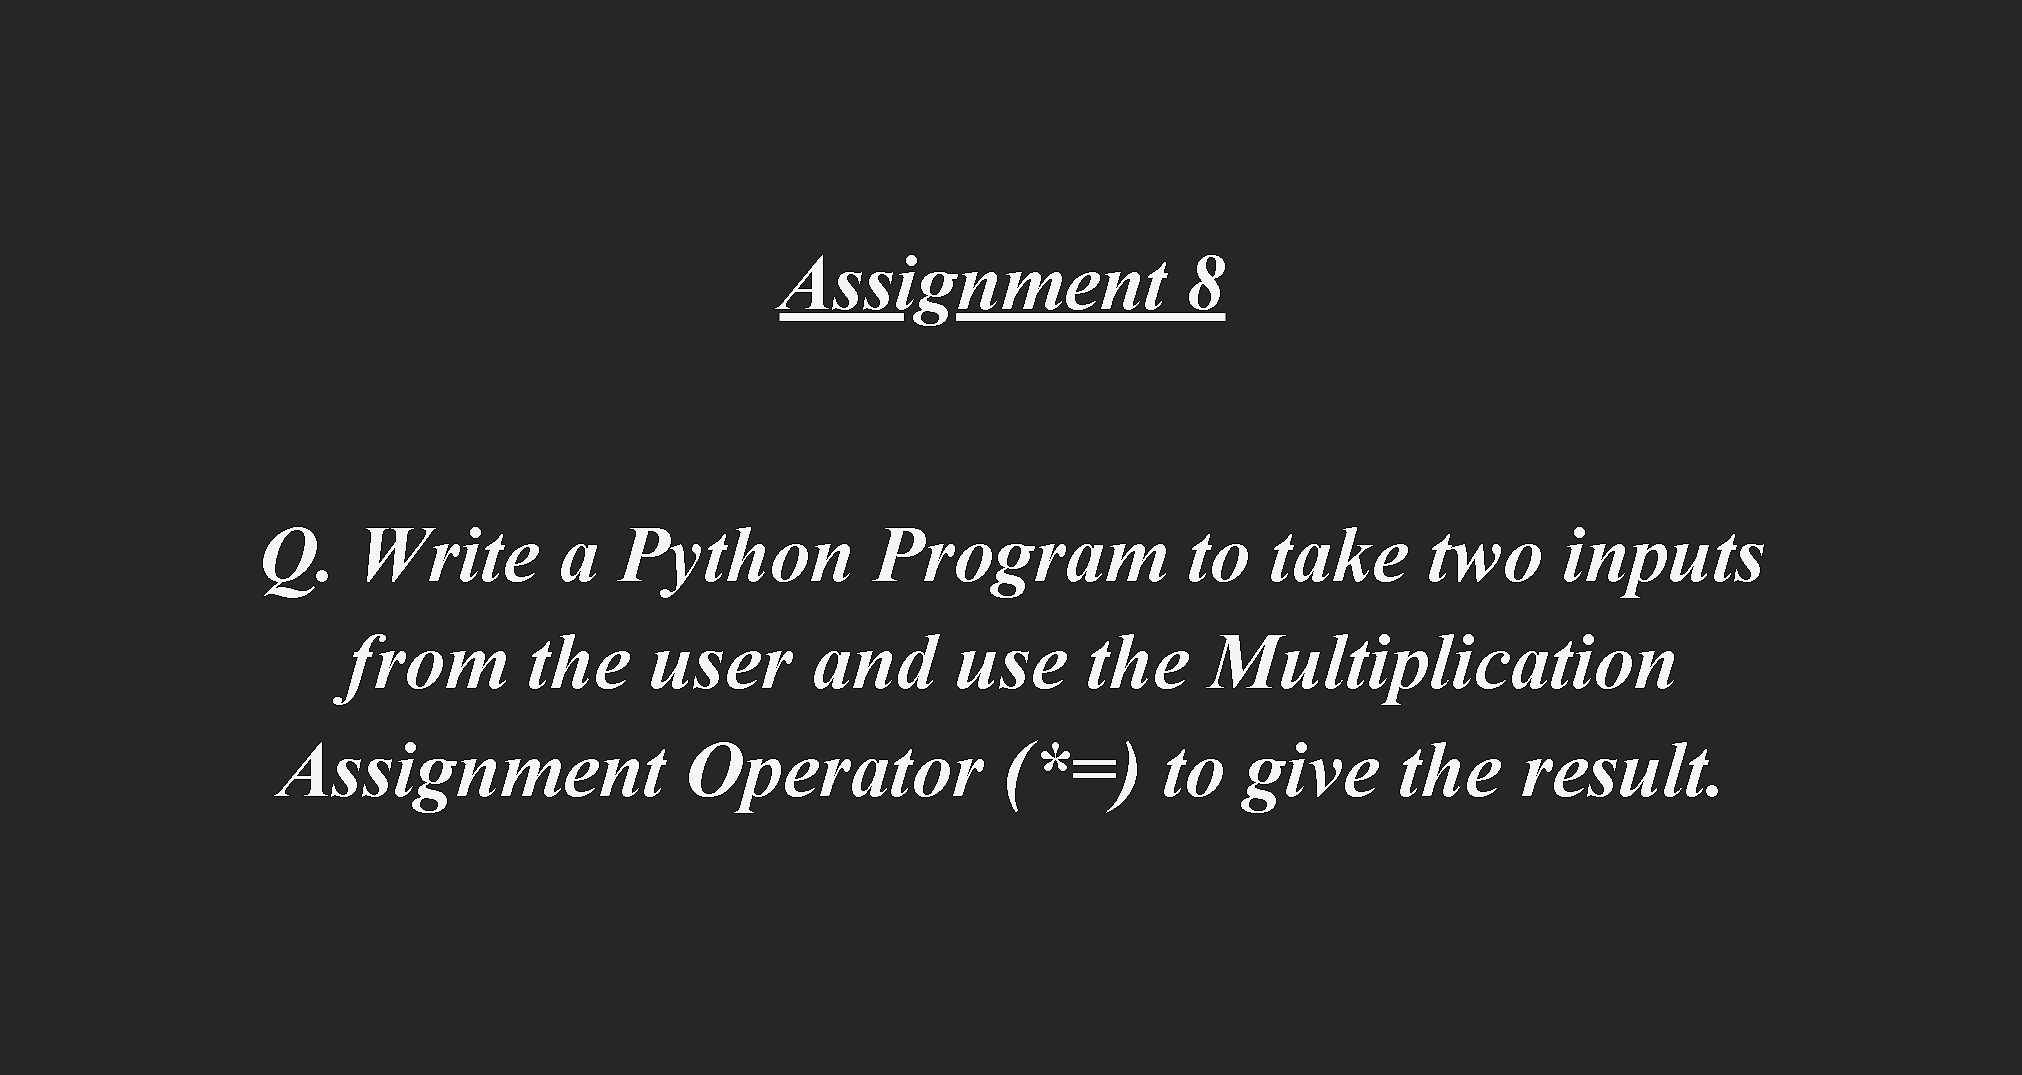 Assignment 8
Q. Write a Python Program to take two inputs
from the user and use the Multiplication
Assignment Operator (*=) to give the result.